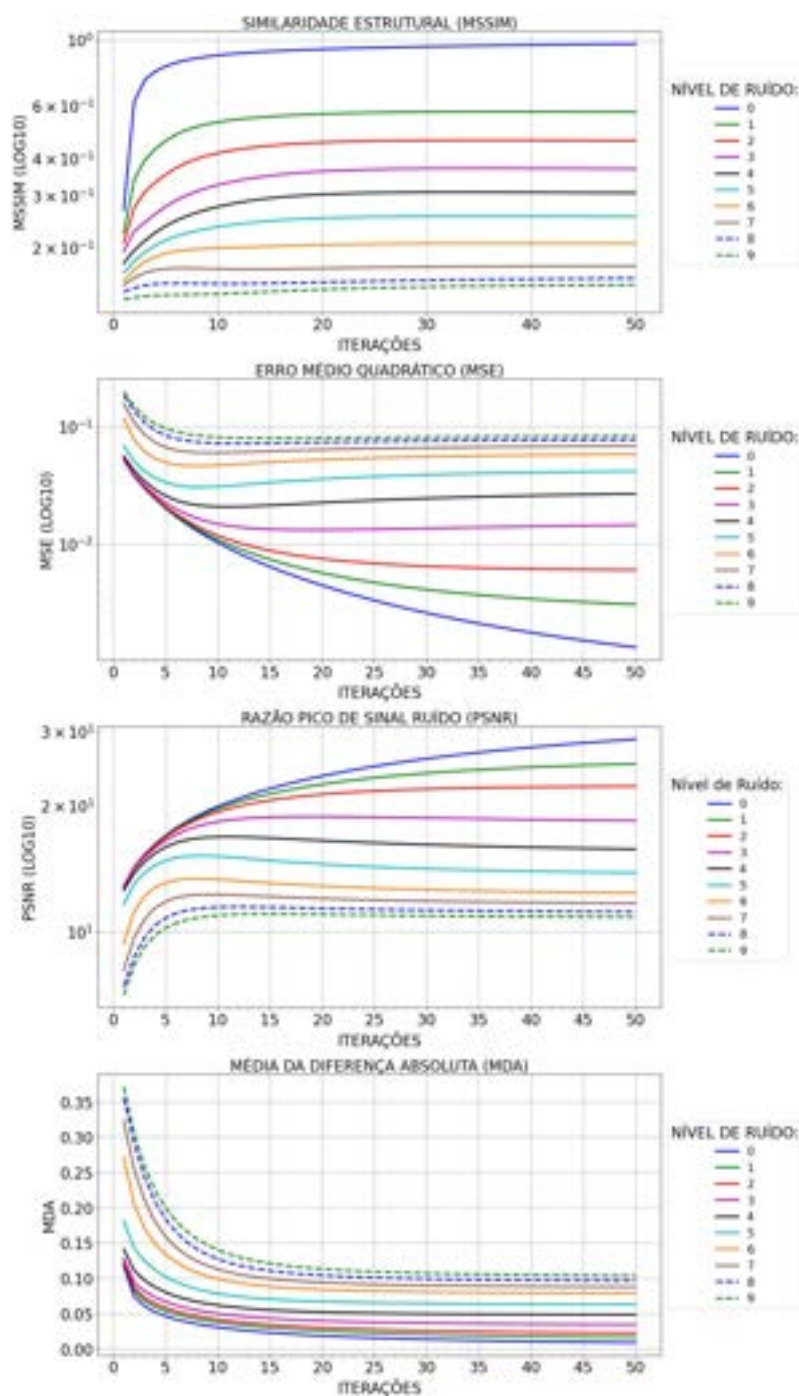 SIMILARIDADE ESTRUTURAL (MSSIM)
10⁰
6 × 10⁻¹
4 × 10⁻¹
3 × 10⁻¹
2 × 10⁻¹
MSSIM (LOG10)
0 5 10 15 20 25 30 35 40 45 50
ITERAÇÕES
NÍVEL DE RUÍDO:
0
1
2
3
4
5
6
7
8
9
ERRO MÉDIO QUADRÁTICO (MSE)
10⁻¹
10⁻²
MSE (LOG10)
0 5 10 15 20 25 30 35 40 45 50
ITERAÇÕES
NÍVEL DE RUÍDO:
0
1
2
3
4
5
6
7
8
9
RAZÃO PICO DE SINAL RUÍDO (PSNR)
3 × 10¹
2 × 10¹
10¹
PSNR (LOG10)
0 5 10 15 20 25 30 35 40 45 50
ITERAÇÕES
Nível de Ruído:
0
1
2
3
4
5
6
7
8
9
MÉDIA DA DIFERENÇA ABSOLUTA (MDA)
0.35
0.30
0.25
0.20
0.15
0.10
0.05
0.00
MDA
0 5 10 15 20 25 30 35 40 45 50
ITERAÇÕES
NÍVEL DE RUÍDO:
0
1
2
3
4
5
6
7
8
9